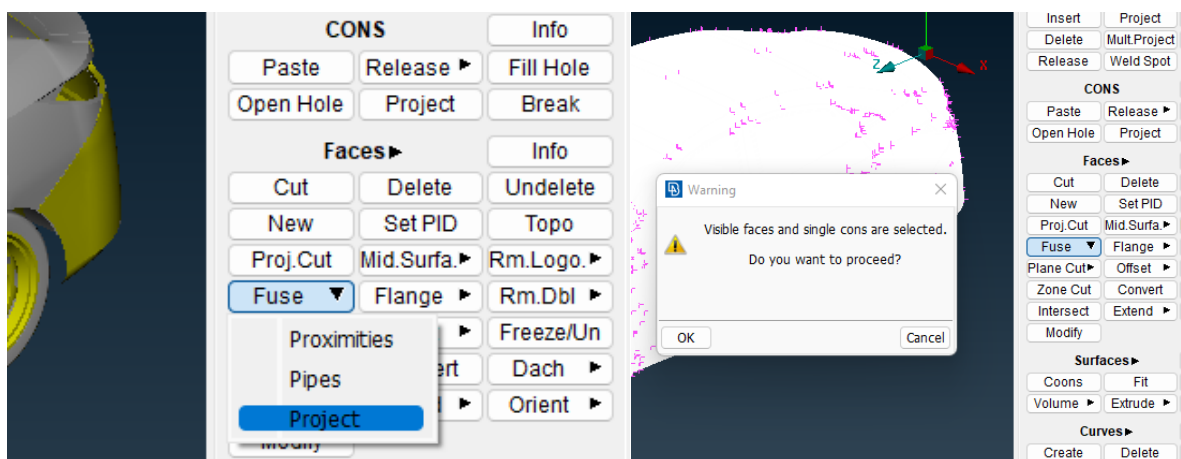 CONS Info
Paste Release Fill Hole
Open Hole Project Break
Faces Info
Cut Delete Undelete
New Set PID Topo
Proj.Cut Mid.Surfa. Rm.Logo.
Fuse Flange Rm.Dbl
Proximities Freeze/Un
Pipes Dach
Project Orient
Z X
Warning
Visible faces and single cons are selected.
Do you want to proceed?
OK Cancel
Insert Project
Delete Mult.Project
Release Weld Spot
CONS
Paste Release
Open Hole Project
Faces
Cut Delete
New Set PID
Proj.Cut Mid.Surfa.
Fuse Flange
Plane Cut Offset
Zone Cut Convert
Intersect Extend
Modify
Surfaces
Coons Fit
Volume Extrude
Curves
Create Delete